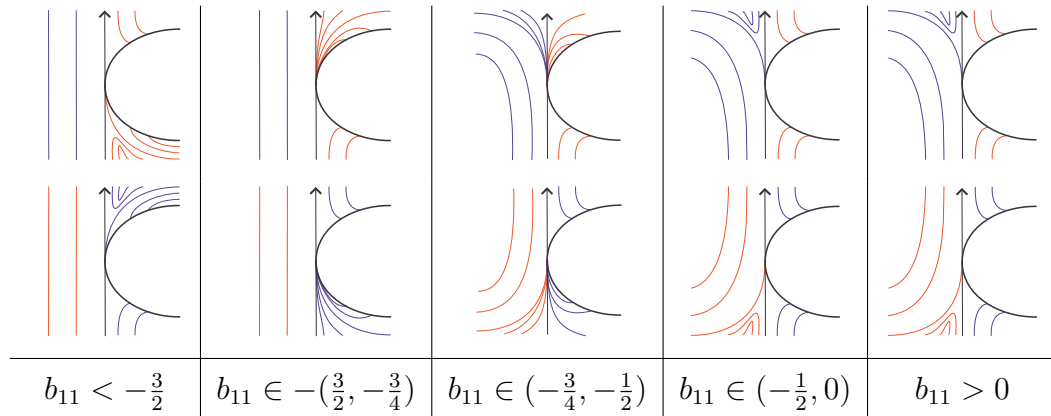 b₁₁ < −3/2 b₁₁ ∈ −(3/2, −3/4) b₁₁ ∈ (−3/4, −1/2) b₁₁ ∈ (−1/2, 0) b₁₁ > 0